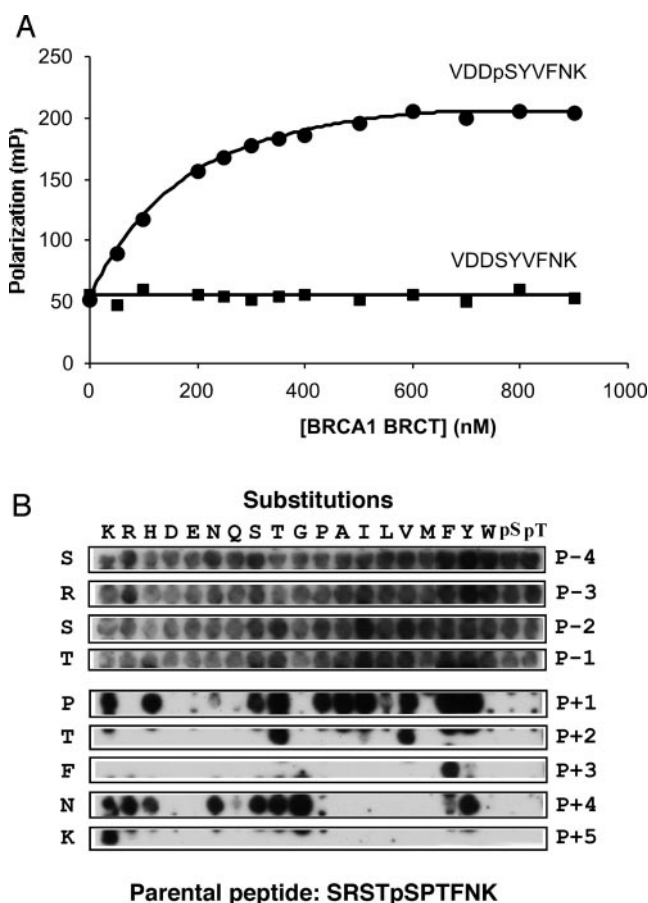 A
250
200
150
100
50
0
Polarization (mP)
VDDpSYVFNK
VDDSYVFNK
0 200 400 600 800 1000
[BRCA1 BRCT] (nM)
B
Substitutions
K R H D E N Q S T G P A I L V M F Y W pS pT
S P-4
R P-3
S P-2
T P-1
P P+1
T P+2
F P+3
N P+4
K P+5
Parental peptide: SRSTpSPTFNK